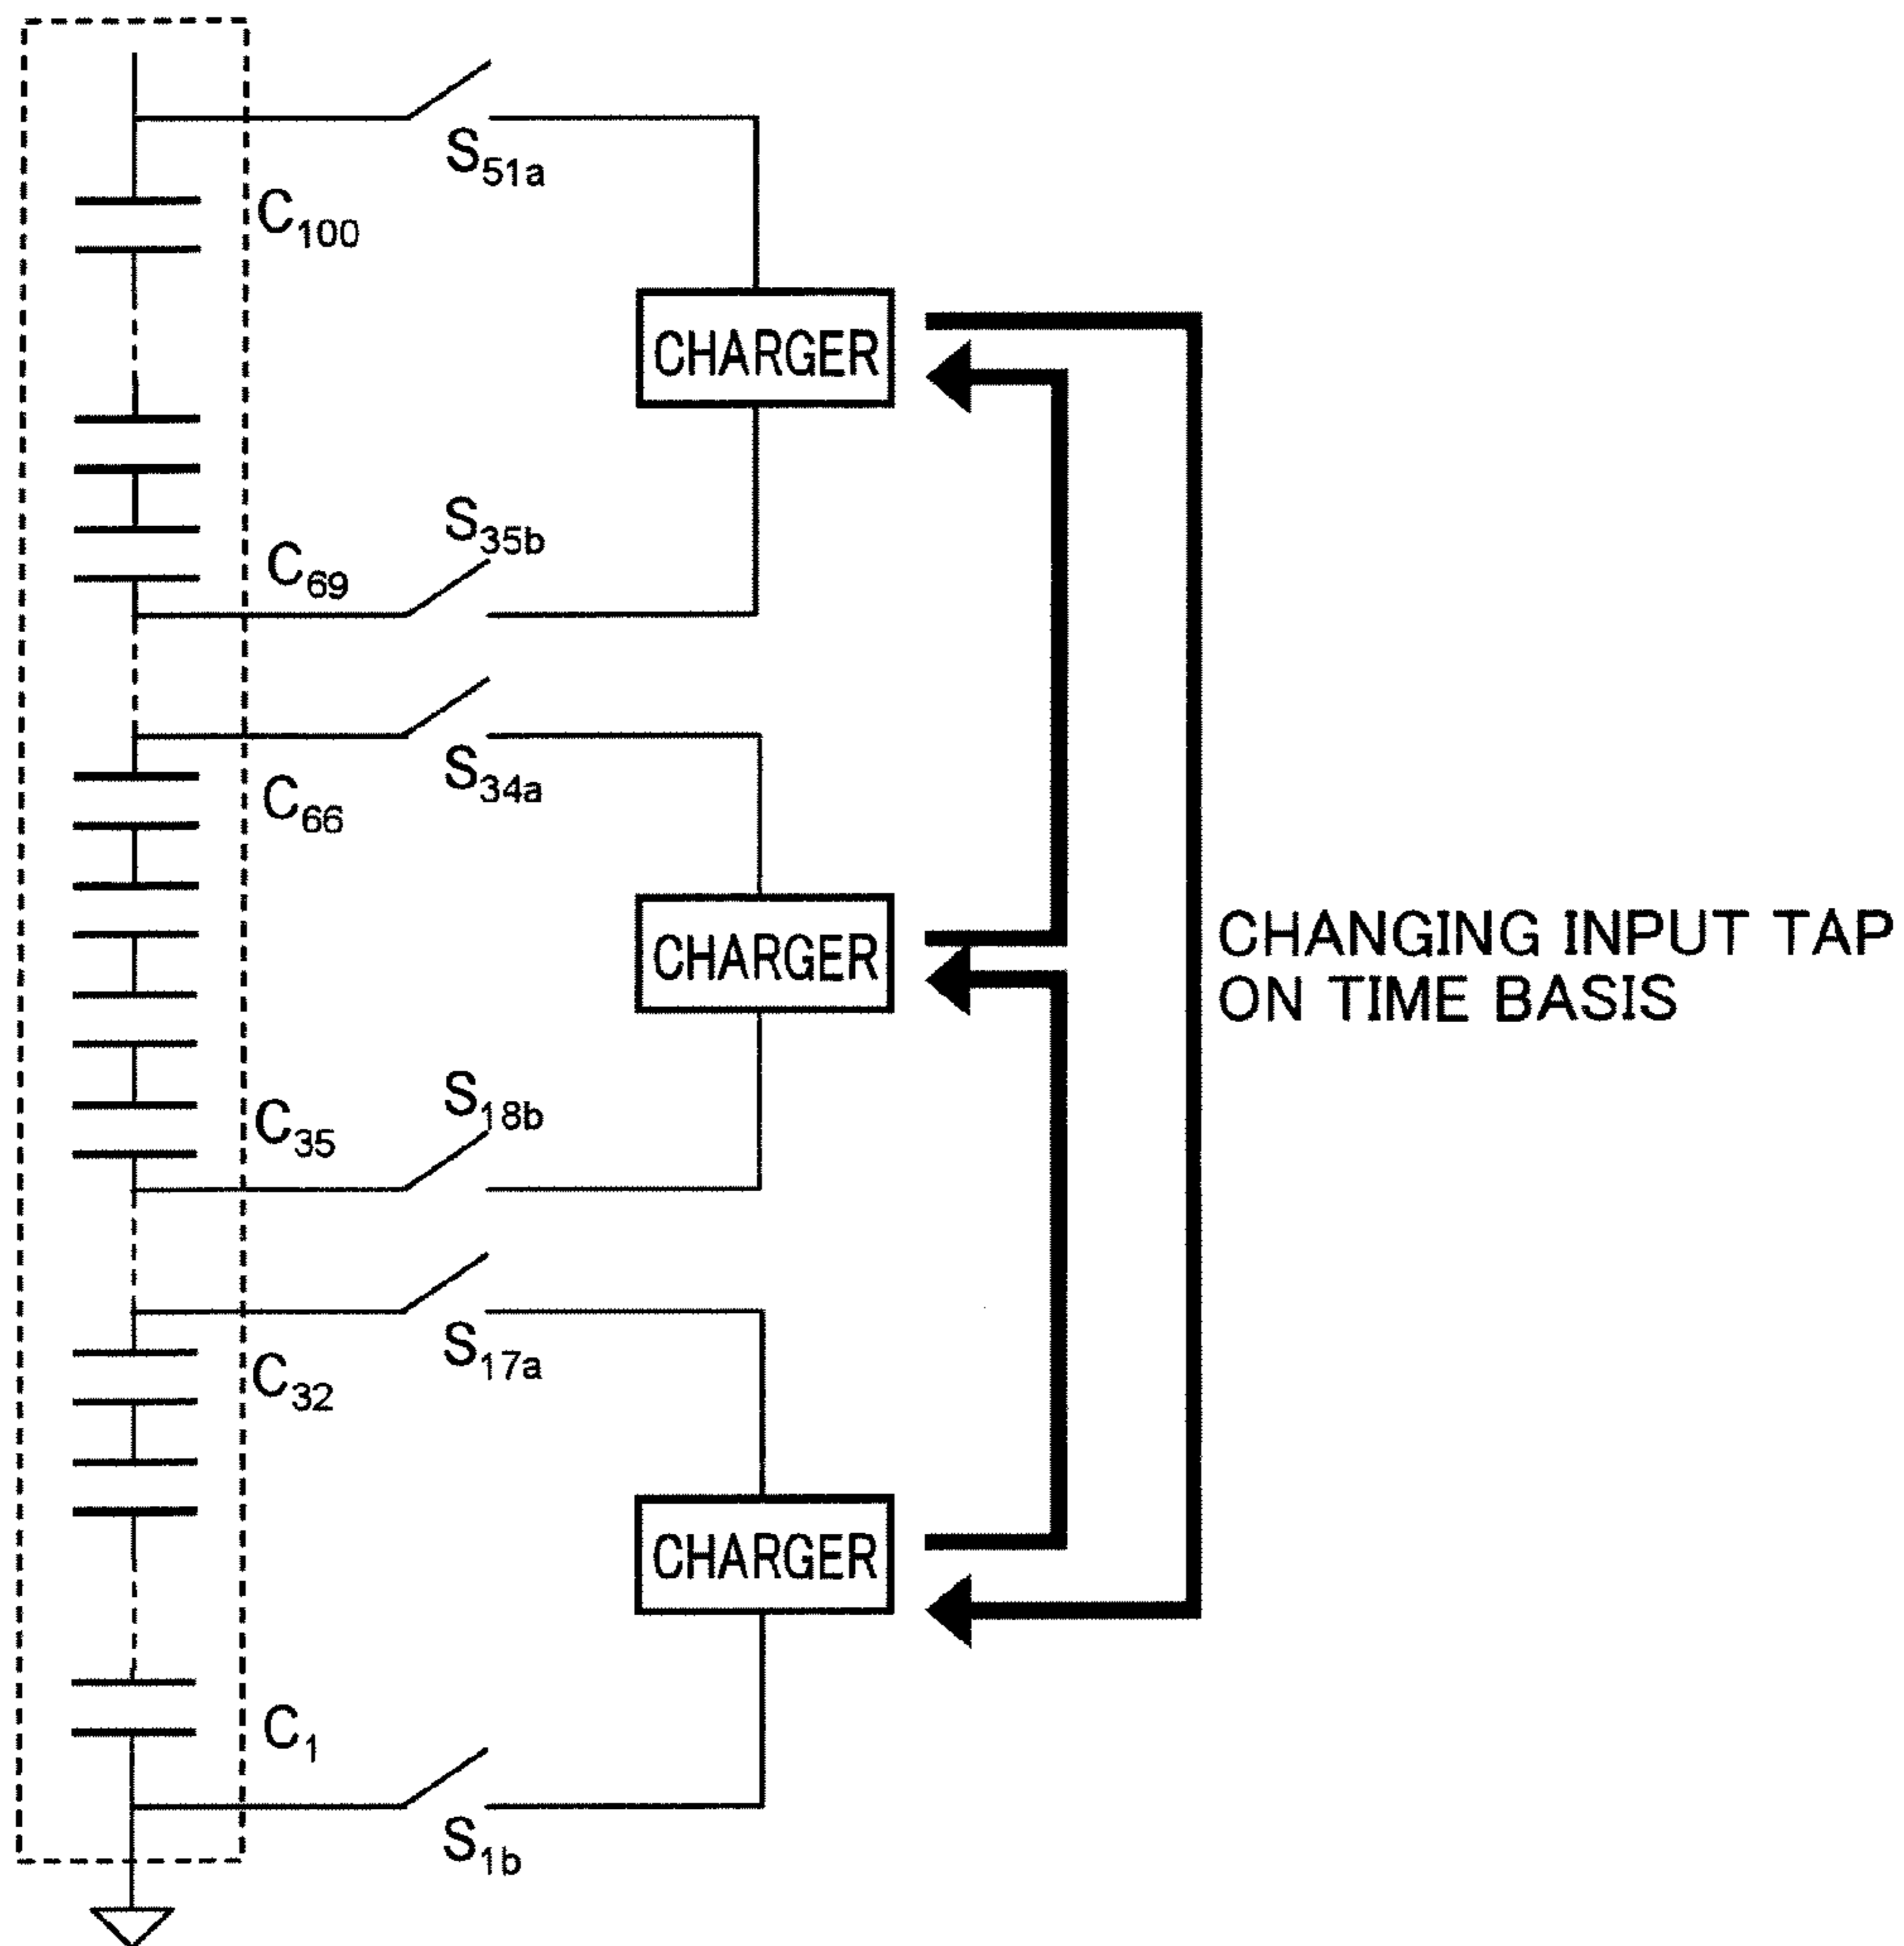 S51a
C100
CHARGER
S35b
C69
S34a
C66
CHARGER
CHANGING INPUT TAP
ON TIME BASIS
S18b
C35
S17a
C32
CHARGER
C1
S1b